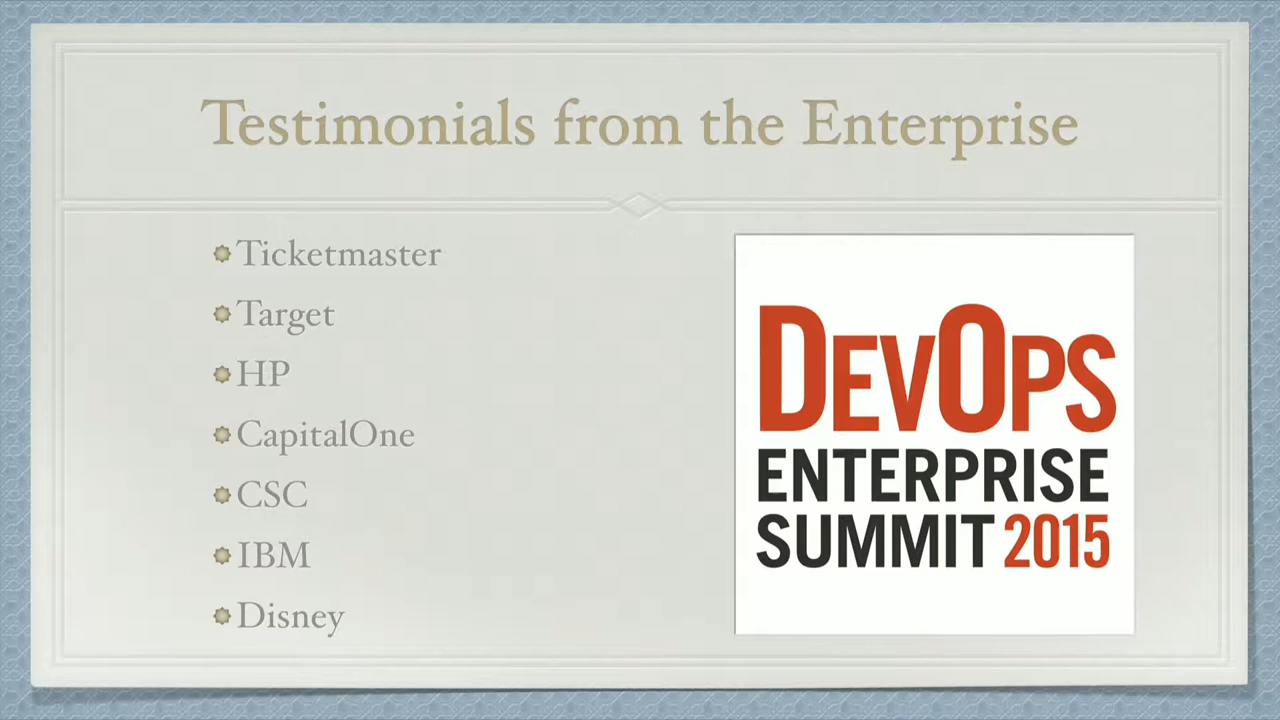 Testimonials from the Enterprise
Ticketmaster
Target
HP
CapitalOne
CSC
IBM
Disney
DEVOPS
ENTERPRISE
SUMMIT 2015